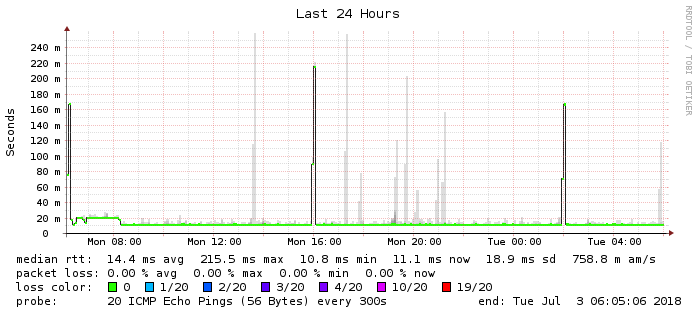 Last 24 Hours
RRDTOOL / TOBI OETIKER
Seconds
240 m
220 m
200 m
180 m
160 m
140 m
120 m
100 m
80 m
60 m
40 m
20 m
0
Mon 08:00 Mon 12:00 Mon 16:00 Mon 20:00 Tue 00:00 Tue 04:00
median rtt: 14.4 ms avg 215.5 ms max 10.8 ms min 11.1 ms now 18.9 ms sd 758.8 m am/s
packet loss: 0.00 % avg 0.00 % max 0.00 % min 0.00 % now
loss color: 0 1/20 2/20 3/20 4/20 10/20 19/20
probe: 20 ICMP Echo Pings (56 Bytes) every 300s end: Tue Jul 3 06:05:06 2018